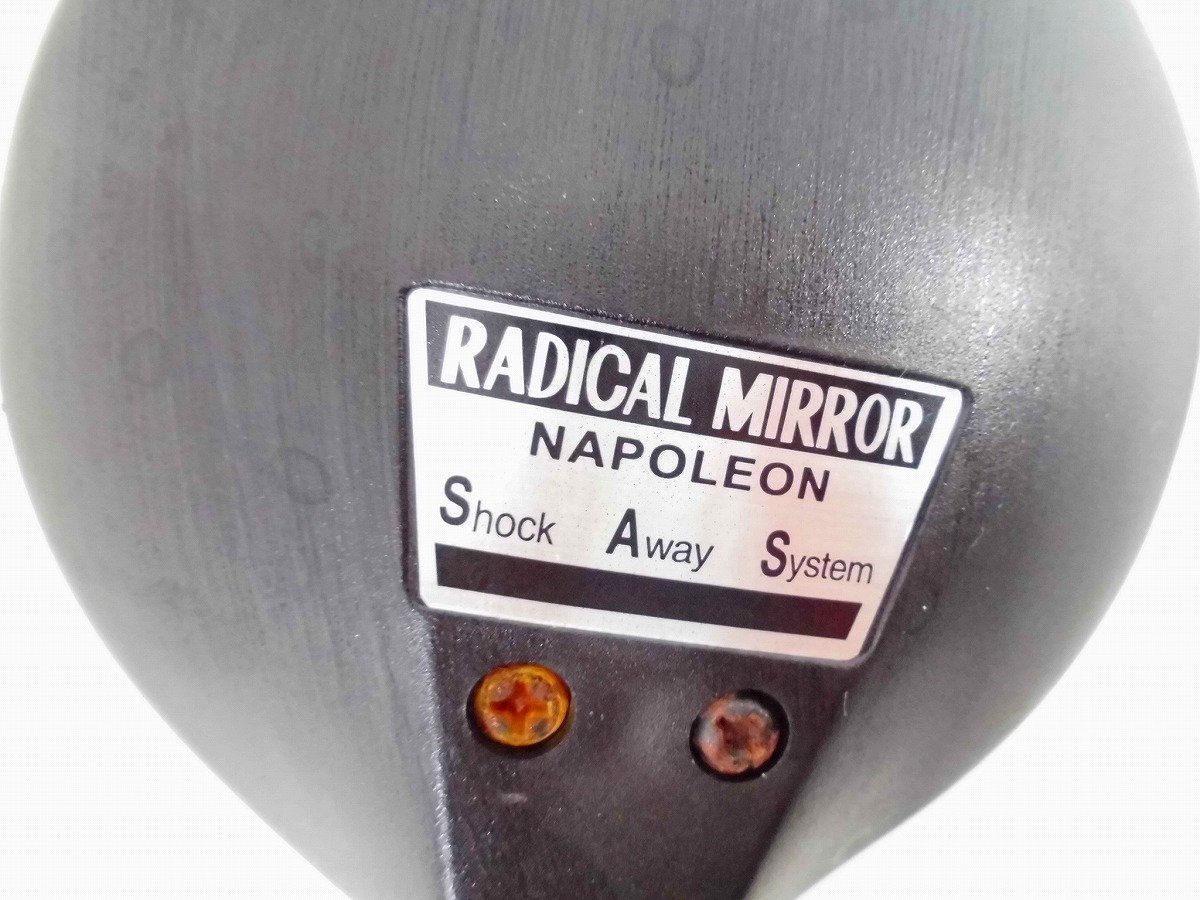 RADICAL MIRROR
NAPOLEON
Shock Away System